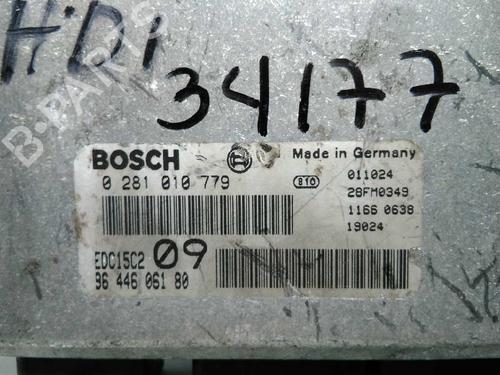 HDi
34177
B-PARTS
BOSCH
Made in Germany
0 281 010 779
810
011024
28FM0349
1166 0638
19024
EDC15C2
09
96 446 061 80